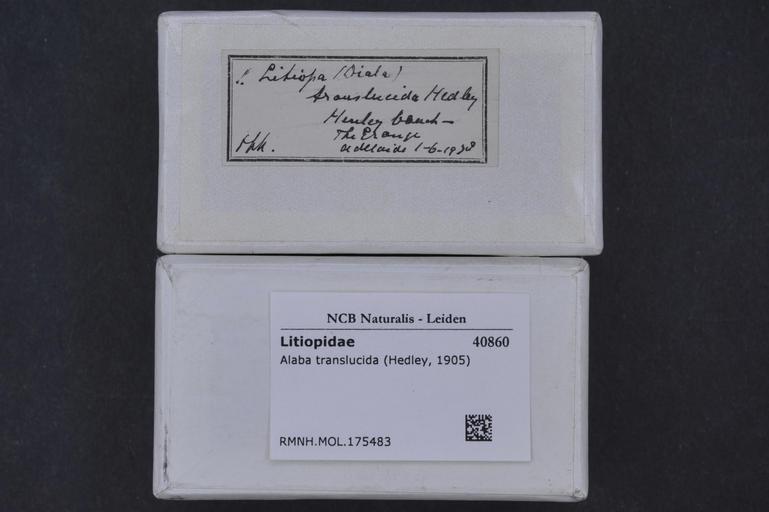 Litiopa (Diala)
translucida Hedley
Henley beach -
The Grange
Adelaide 1-6-1938
NCB Naturalis - Leiden
Litiopidae 40860
Alaba translucida (Hedley, 1905)
RMNH.MOL.175483